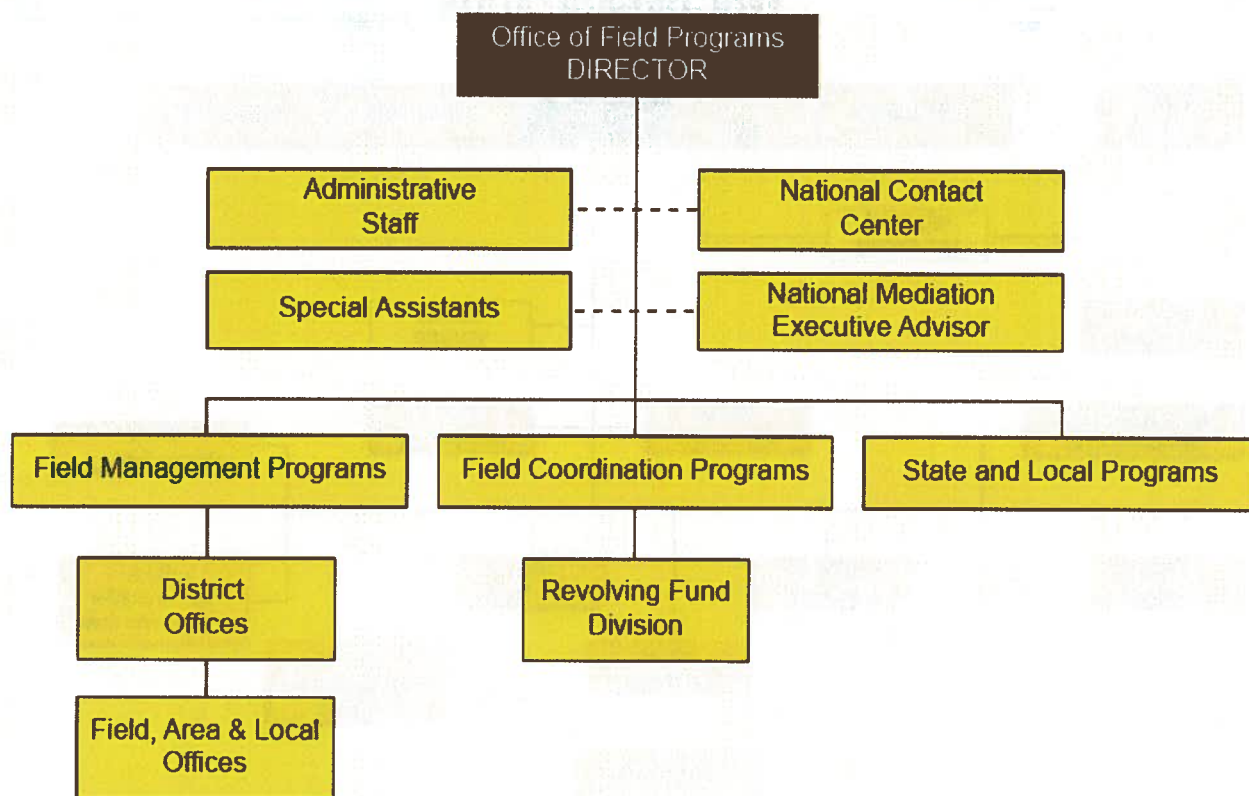 Office of Field Programs
DIRECTOR
Administrative
Staff
National Contact
Center
Special Assistants
National Mediation
Executive Advisor
Field Management Programs
Field Coordination Programs
State and Local Programs
District
Offices
Revolving Fund
Division
Field, Area & Local
Offices